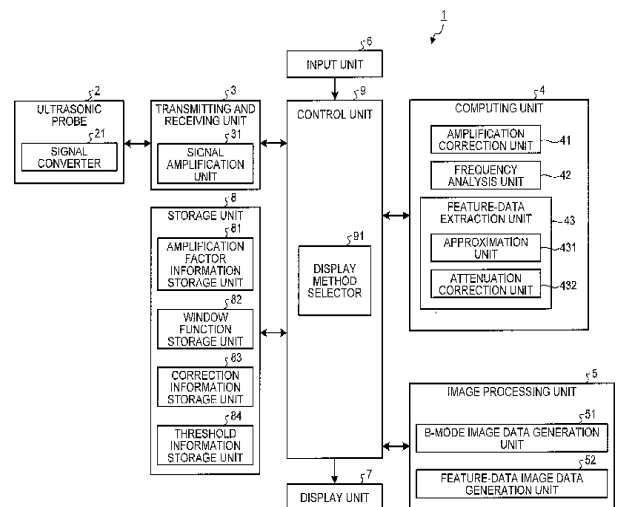 1
6
INPUT UNIT
2
ULTRASONIC
PROBE
21
SIGNAL
CONVERTER
3
TRANSMITTING AND
RECEIVING UNIT
31
SIGNAL
AMPLIFICATION
UNIT
9
CONTROL UNIT
91
DISPLAY
METHOD
SELECTOR
4
COMPUTING UNIT
AMPLIFICATION
CORRECTION UNIT
41
FREQUENCY
ANALYSIS UNIT
42
FEATURE-DATA
EXTRACTION UNIT
43
APPROXIMATION
UNIT
431
ATTENUATION
CORRECTION UNIT
432
8
STORAGE UNIT
81
AMPLIFICATION
FACTOR
INFORMATION
STORAGE UNIT
82
WINDOW
FUNCTION
STORAGE UNIT
83
CORRECTION
INFORMATION
STORAGE UNIT
84
THRESHOLD
INFORMATION
STORAGE UNIT
5
IMAGE PROCESSING UNIT
51
B-MODE IMAGE DATA GENERATION
UNIT
52
FEATURE-DATA IMAGE DATA
GENERATION UNIT
7
DISPLAY UNIT